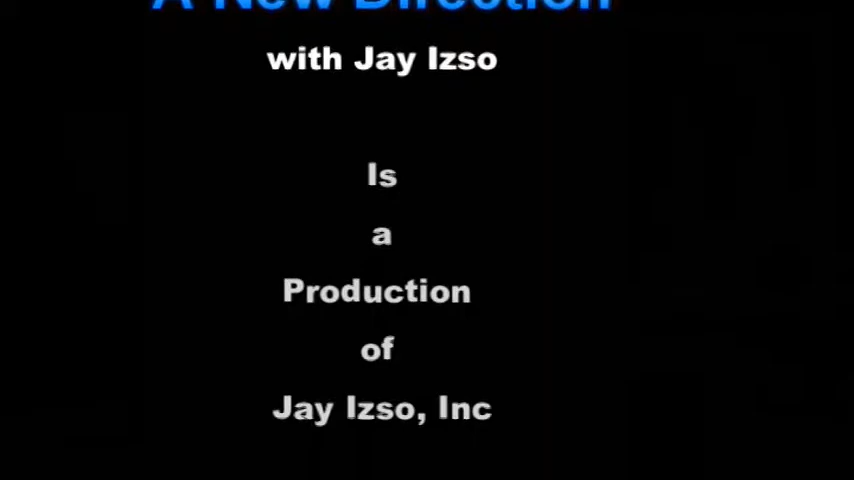 A New Direction
with Jay Izso
Is
a
Production
of
Jay Izso, Inc